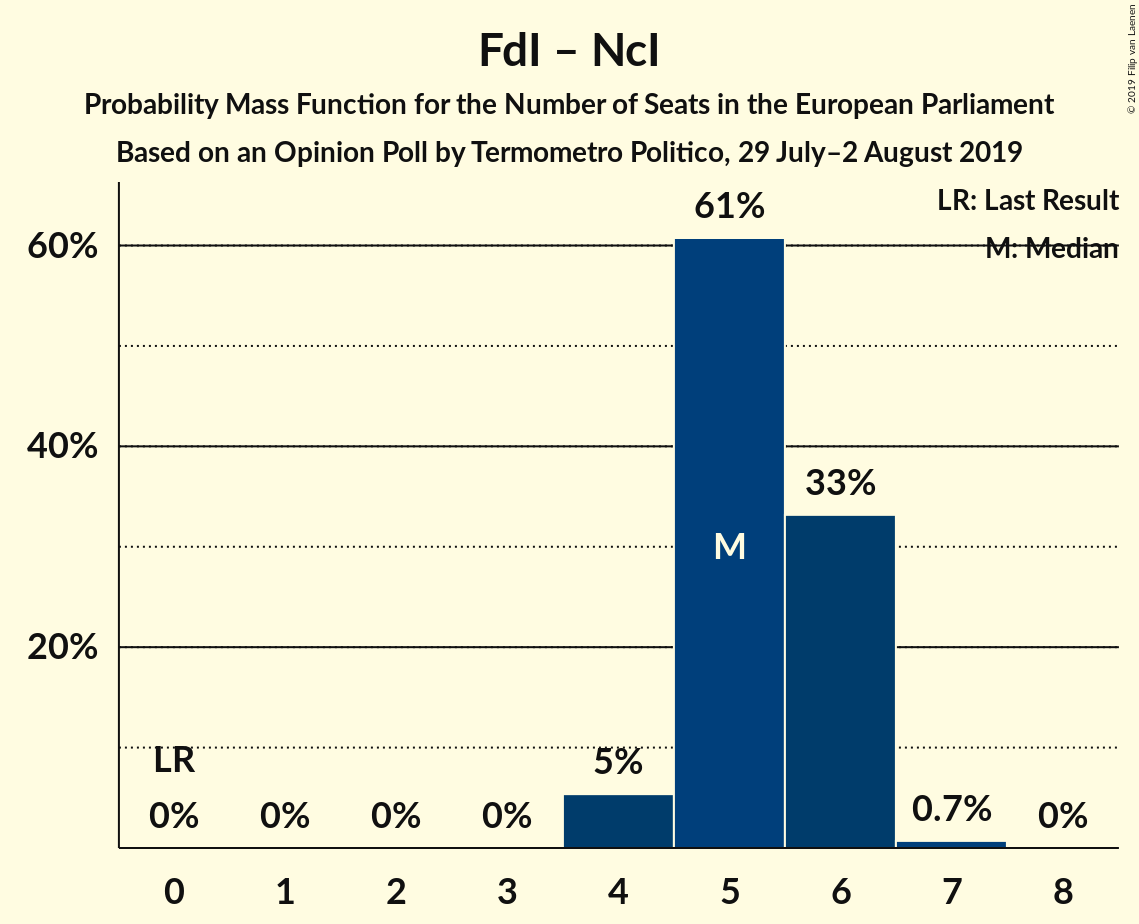 FdI – NcI
Probability Mass Function for the Number of Seats in the European Parliament
Based on an Opinion Poll by Termometro Politico, 29 July–2 August 2019
© 2019 Filip van Laenen
LR: Last Result
M: Median
61%
60%
40%
33%
M
20%
LR
5%
0% 0% 0% 0% 0.7% 0%
0 1 2 3 4 5 6 7 8